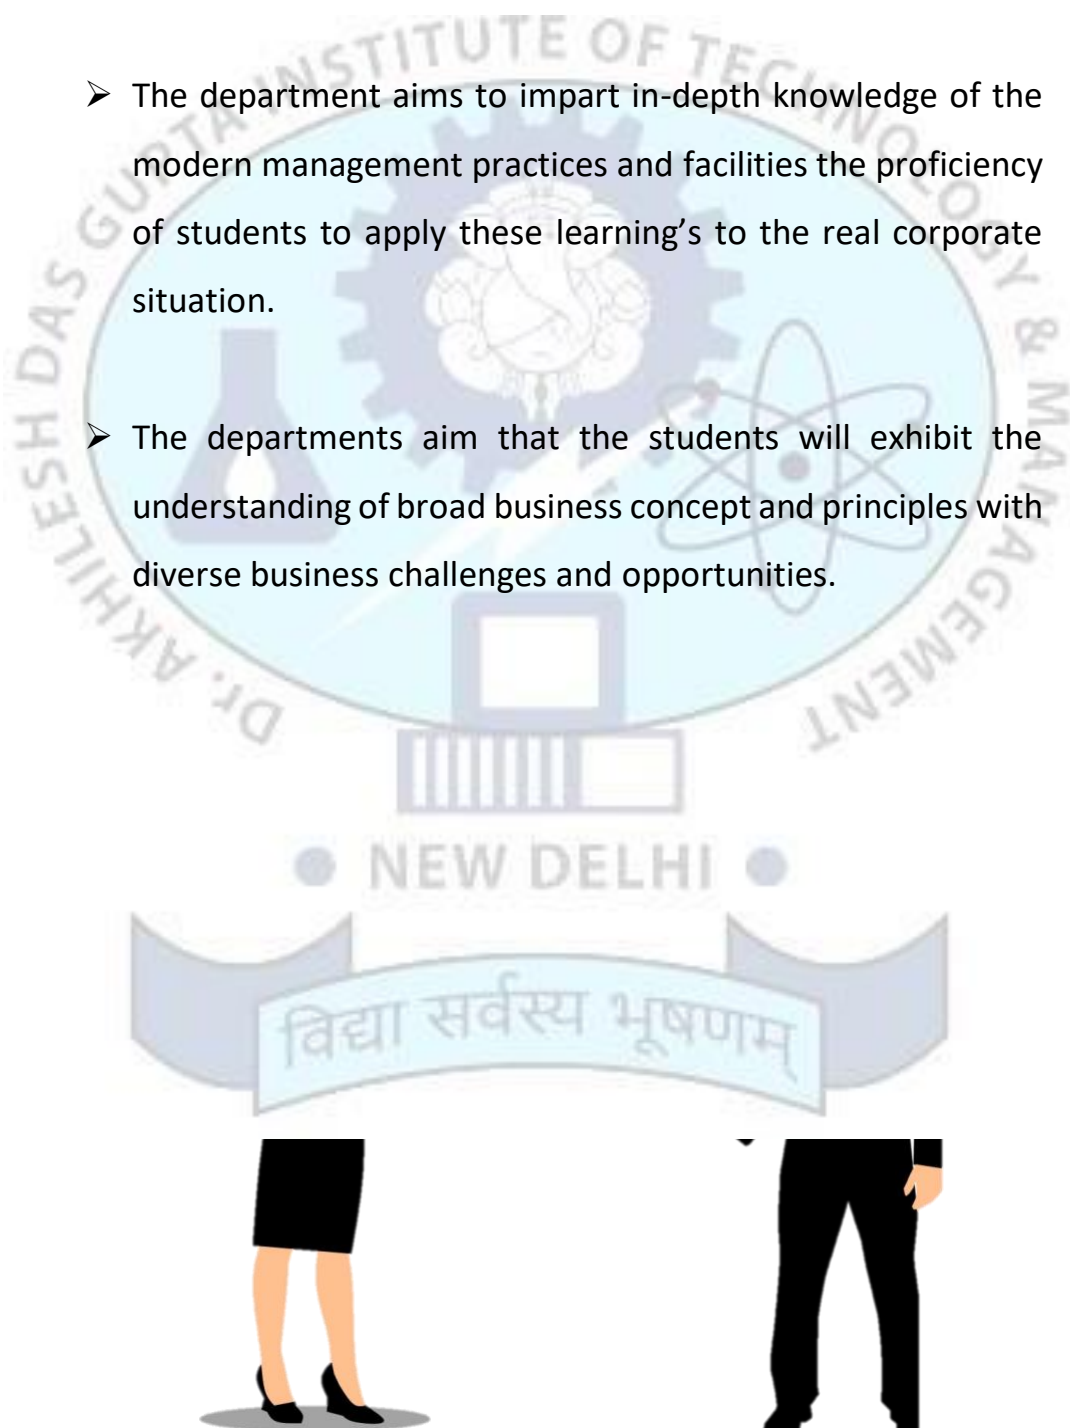 Dr. AKHILESH DAS GUPTA INSTITUTE OF TECHNOLOGY & MANAGEMENT
➢ The department aims to impart in-depth knowledge of the
modern management practices and facilities the proficiency
of students to apply these learning’s to the real corporate
situation.
➢ The departments aim that the students will exhibit the
understanding of broad business concept and principles with
diverse business challenges and opportunities.
NEW DELHI
विद्या सर्वस्य भूषणम्